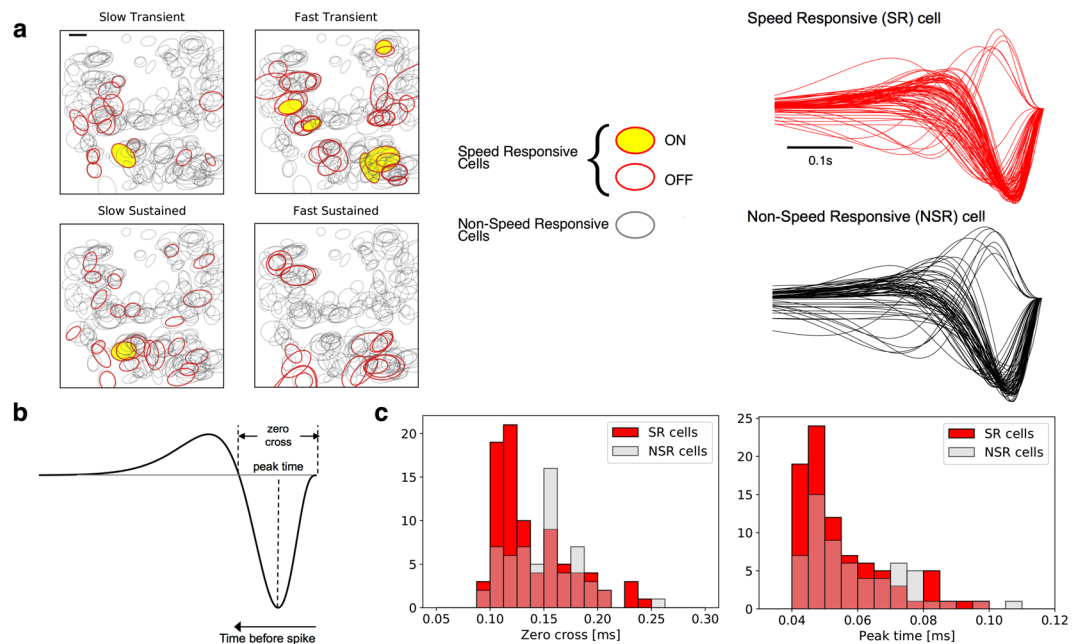 a
Slow Transient
Fast Transient
Slow Sustained
Fast Sustained
Speed Responsive
Cells
ON
OFF
Non-Speed Responsive
Cells
Speed Responsive (SR) cell
0.1s
Non-Speed Responsive (NSR) cell
b
zero
cross
peak time
Time before spike
c
20
15
10
5
0
SR cells
NSR cells
0.05
0.10
0.15
0.20
0.25
0.30
Zero cross [ms]
25
20
15
10
5
0
SR cells
NSR cells
0.04
0.06
0.08
0.10
0.12
Peak time [ms]